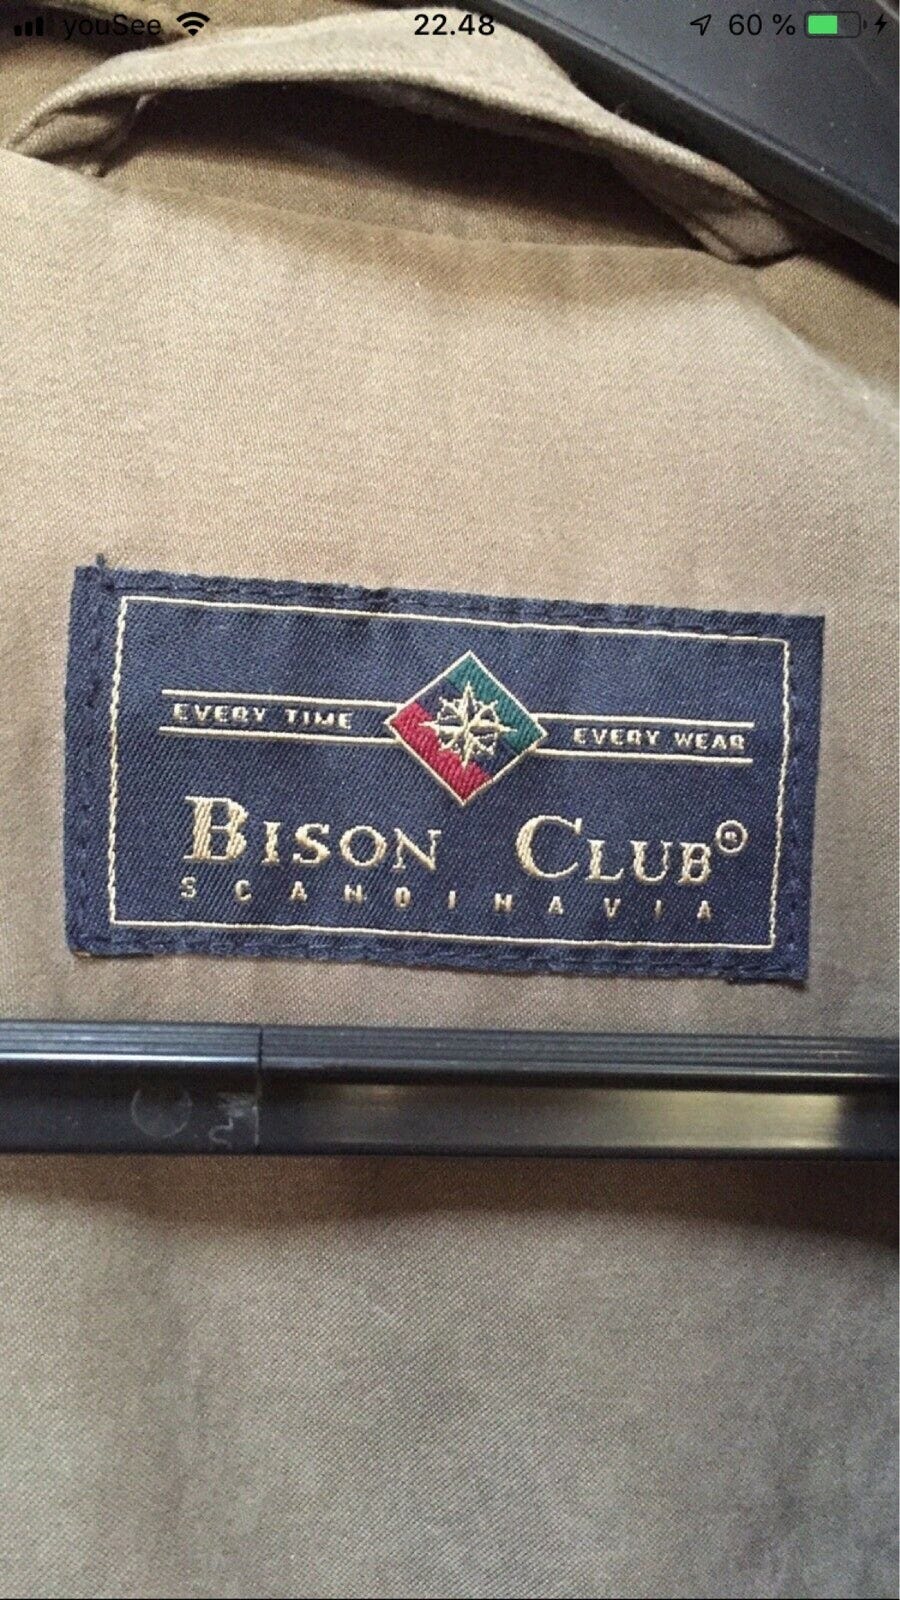 youSee 22.48 60 %
EVERY TIME EVERY WEAR
BISON CLUB®
SCANDINAVIA